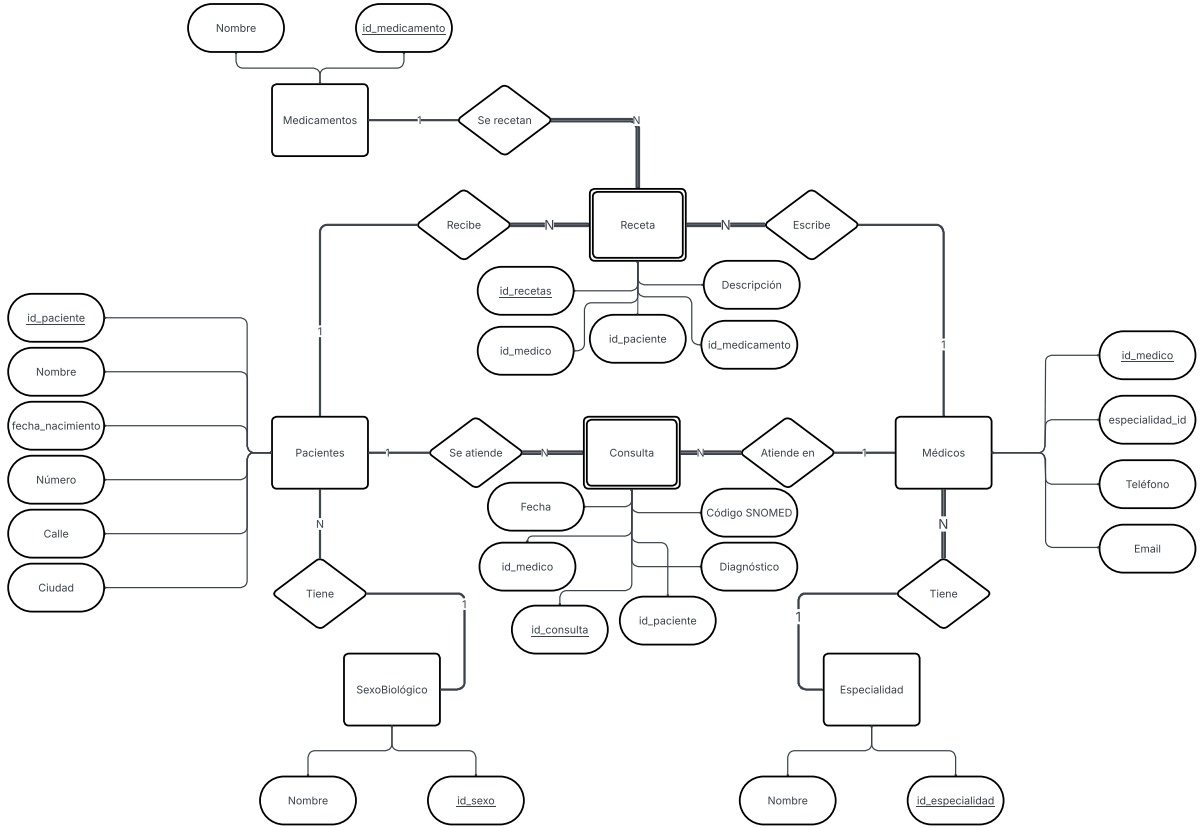 Nombre
id_medicamento
Medicamentos
1
Se recetan
N
Recibe
N
Receta
N
Escribe
id_recetas
Descripción
id_medico
id_paciente
id_medicamento
1
1
id_paciente
Nombre
fecha_nacimiento
Número
Calle
Ciudad
Pacientes
1
Se atiende
N
Consulta
N
Atiende en
1
Médicos
id_medico
especialidad_id
Teléfono
Email
Fecha
Código SNOMED
id_medico
Diagnóstico
id_consulta
id_paciente
N
Tiene
1
N
Tiene
1
SexoBiológico
Especialidad
Nombre
id_sexo
Nombre
id_especialidad